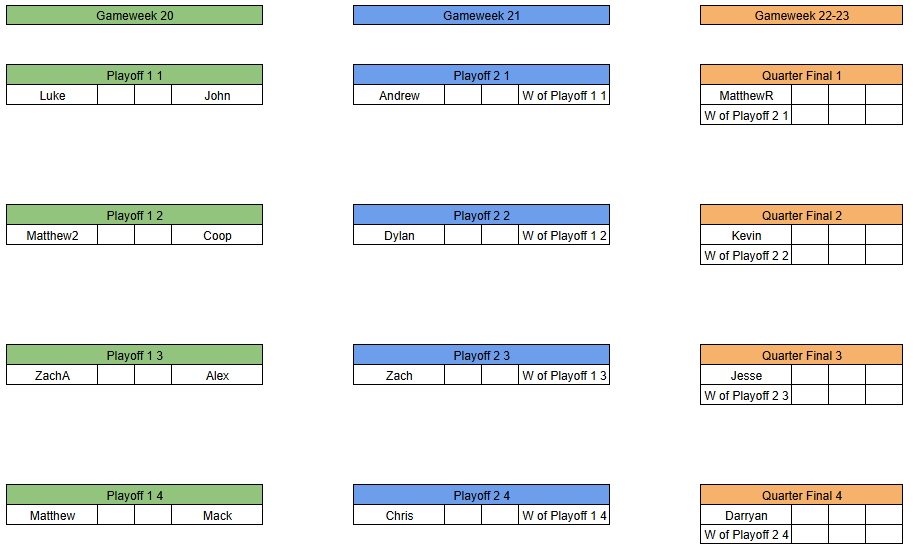 Gameweek 20
Gameweek 21
Gameweek 22-23
Playoff 1 1
Playoff 2 1
Quarter Final 1
Luke John
Andrew W of Playoff 1 1
MatthewR
W of Playoff 2 1
Playoff 1 2
Playoff 2 2
Quarter Final 2
Matthew2 Coop
Dylan W of Playoff 1 2
Kevin
W of Playoff 2 2
Playoff 1 3
Playoff 2 3
Quarter Final 3
ZachA Alex
Zach W of Playoff 1 3
Jesse
W of Playoff 2 3
Playoff 1 4
Playoff 2 4
Quarter Final 4
Matthew Mack
Chris W of Playoff 1 4
Darryan
W of Playoff 2 4